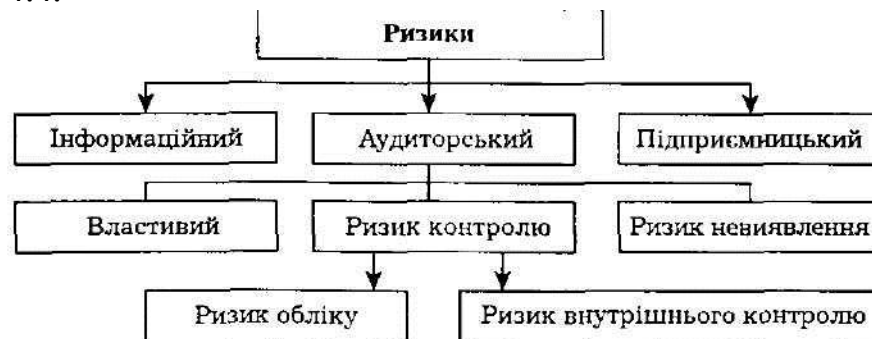 Ризики
Інформаційний Аудиторський Підприємницький
Властивий Ризик контролю Ризик невиявлення
Ризик обліку Ризик внутрішнього контролю